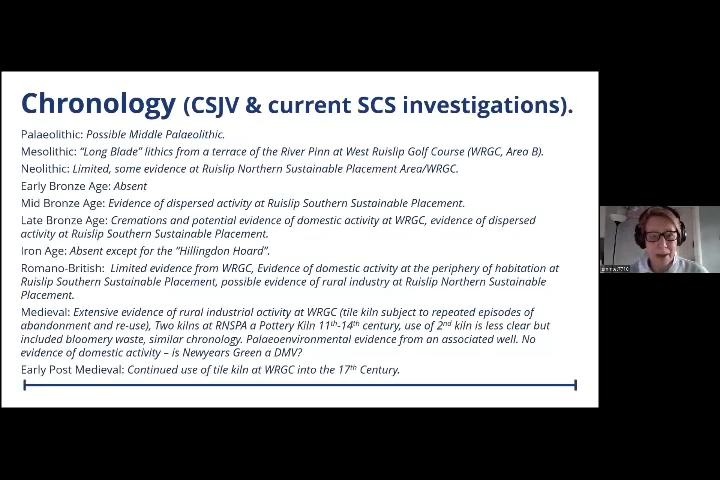 Chronology (CSJV & current SCS investigations).
Palaeolithic: Possible Middle Palaeolithic.
Mesolithic: “Long Blade” lithics from a terrace of the River Pinn at West Ruislip Golf Course (WRGC, Area B).
Neolithic: Limited, some evidence at Ruislip Northern Sustainable Placement Area/WRGC.
Early Bronze Age: Absent
Mid Bronze Age: Evidence of dispersed activity at Ruislip Southern Sustainable Placement.
Late Bronze Age: Cremations and potential evidence of domestic activity at WRGC, evidence of dispersed
activity at Ruislip Southern Sustainable Placement.
Iron Age: Absent except for the “Hillingdon Hoard”.
Romano-British: Limited evidence from WRGC, Evidence of domestic activity at the periphery of habitation at
Ruislip Southern Sustainable Placement, possible evidence of rural industry at Ruislip Northern Sustainable
Placement.
Medieval: Extensive evidence of rural industrial activity at WRGC (tile kiln subject to repeated episodes of
abandonment and re-use), Two kilns at RNSPA a Pottery Kiln 11th-14th century, use of 2nd kiln is less clear but
included bloomery waste, similar chronology. Palaeoenvironmental evidence from an associated well. No
evidence of domestic activity – is Newyears Green a DMV?
Early Post Medieval: Continued use of tile kiln at WRGC into the 17th Century.